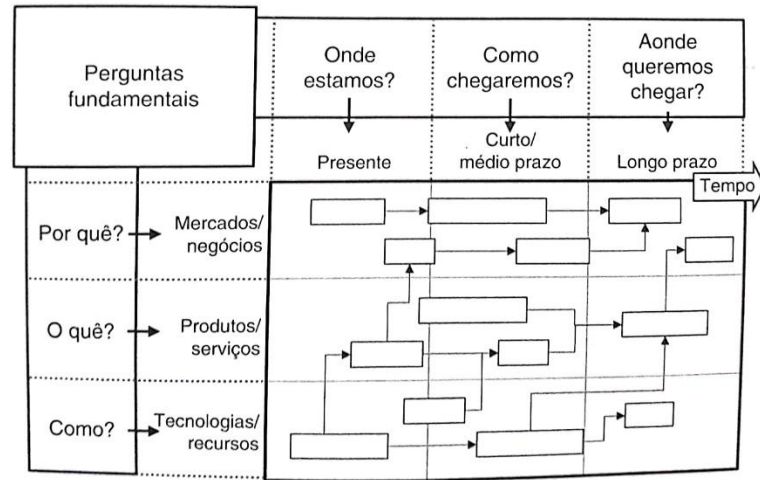 Perguntas
fundamentais
Onde
estamos?
Como
chegaremos?
Aonde
queremos
chegar?
Presente
Curto/
médio prazo
Longo prazo
Tempo
Por quê?
Mercados/
negócios
O quê?
Produtos/
serviços
Como?
Tecnologias/
recursos